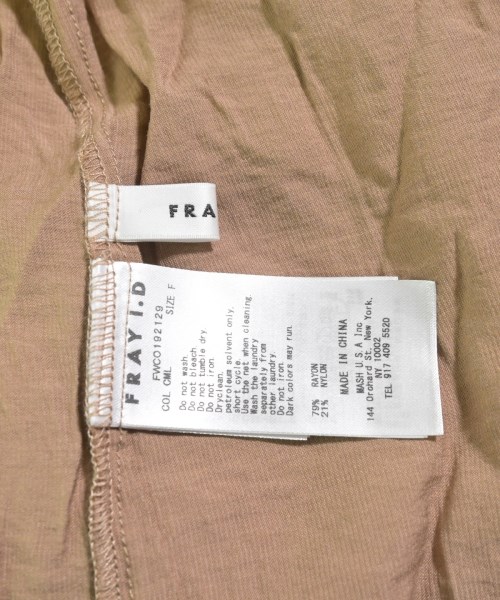 FRA
FRAY I.D
FWCO192129
COL CML SIZE F
Do not wash
Do not bleach
Do not tumble dry
Do not iron
Dryclean,
petroleum solvent only.
short cycle.
Use the net when cleaning
Wash the laundry
separately from
other laundry.
Do not iron
Dark colors may run.
79% RAYON
21% NYLON
MADE IN CHINA
MASH U.S.A Inc
144 Orchard St. New York,
NY 10002
TEL 917 409 5520